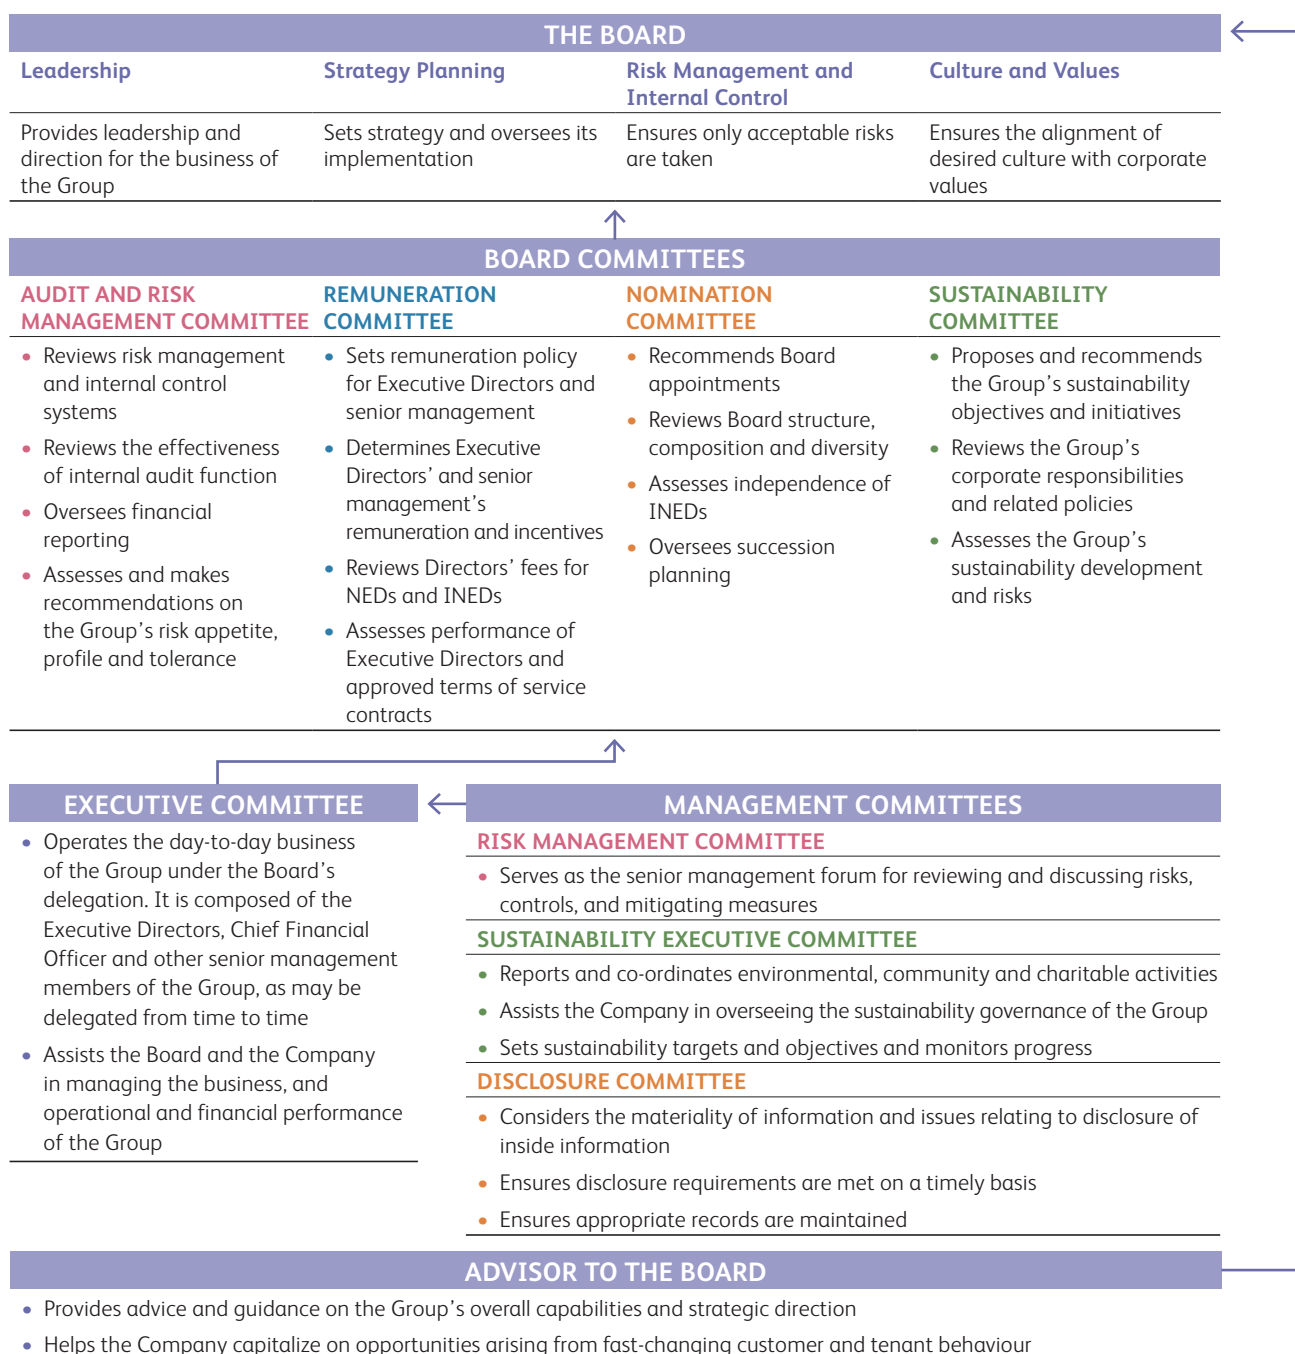 THE BOARD
Leadership
Provides leadership and
direction for the business of
the Group
Strategy Planning
Sets strategy and oversees its
implementation
Risk Management and
Internal Control
Ensures only acceptable risks
are taken
Culture and Values
Ensures the alignment of
desired culture with corporate
values
BOARD COMMITTEES
AUDIT AND RISK
MANAGEMENT COMMITTEE
• Reviews risk management
and internal control
systems
• Reviews the effectiveness
of internal audit function
• Oversees financial
reporting
• Assesses and makes
recommendations on
the Group's risk appetite,
profile and tolerance
REMUNERATION
COMMITTEE
• Sets remuneration policy
for Executive Directors and
senior management
• Determines Executive
Directors' and senior
management's
remuneration and incentives
• Reviews Directors' fees for
NEDs and INEDs
• Assesses performance of
Executive Directors and
approved terms of service
contracts
NOMINATION
COMMITTEE
• Recommends Board
appointments
• Reviews Board structure,
composition and diversity
• Assesses independence of
INEDs
• Oversees succession
planning
SUSTAINABILITY
COMMITTEE
• Proposes and recommends
the Group's sustainability
objectives and initiatives
• Reviews the Group's
corporate responsibilities
and related policies
• Assesses the Group's
sustainability development
and risks
EXECUTIVE COMMITTEE
• Operates the day-to-day business
of the Group under the Board's
delegation. It is composed of the
Executive Directors, Chief Financial
Officer and other senior management
members of the Group, as may be
delegated from time to time
• Assists the Board and the Company
in managing the business, and
operational and financial performance
of the Group
MANAGEMENT COMMITTEES
RISK MANAGEMENT COMMITTEE
• Serves as the senior management forum for reviewing and discussing risks,
controls, and mitigating measures
SUSTAINABILITY EXECUTIVE COMMITTEE
• Reports and co-ordinates environmental, community and charitable activities
• Assists the Company in overseeing the sustainability governance of the Group
• Sets sustainability targets and objectives and monitors progress
DISCLOSURE COMMITTEE
• Considers the materiality of information and issues relating to disclosure of
inside information
• Ensures disclosure requirements are met on a timely basis
• Ensures appropriate records are maintained
ADVISOR TO THE BOARD
• Provides advice and guidance on the Group's overall capabilities and strategic direction
• Helps the Company capitalize on opportunities arising from fast-changing customer and tenant behaviour